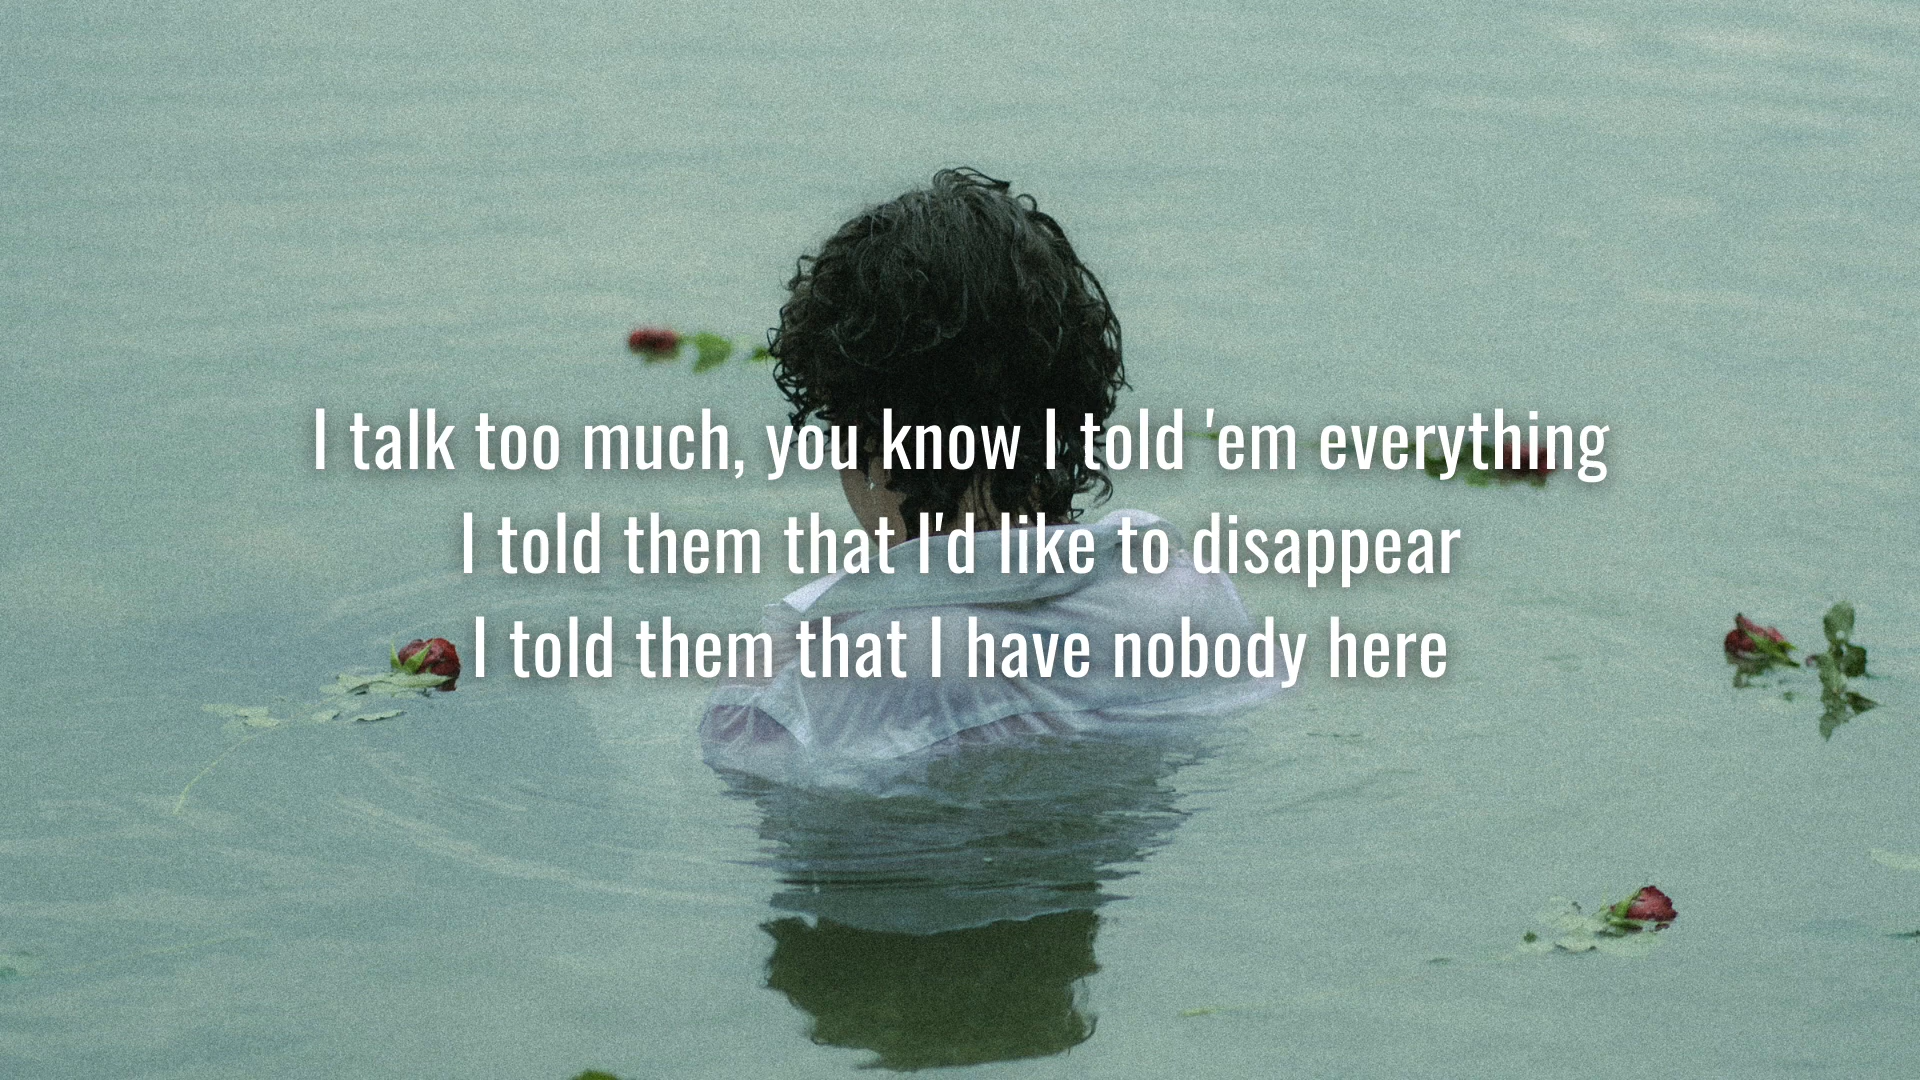 I talk too much, you know I told 'em everything
I told them that I'd like to disappear
I told them that I have nobody here